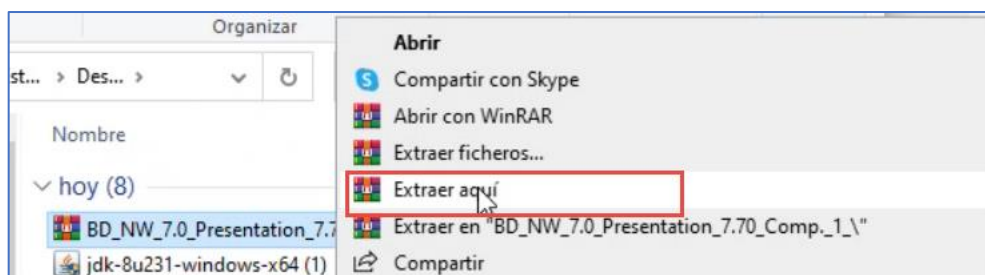 Organizar
st... > Des... >
Nombre
hoy (8)
BD_NW_7.0_Presentation_7.7
jdk-8u231-windows-x64 (1)
Abrir
Compartir con Skype
Abrir con WinRAR
Extraer ficheros...
Extraer aquí
Extraer en "BD_NW_7.0_Presentation_7.70_Comp._1_\"
Compartir